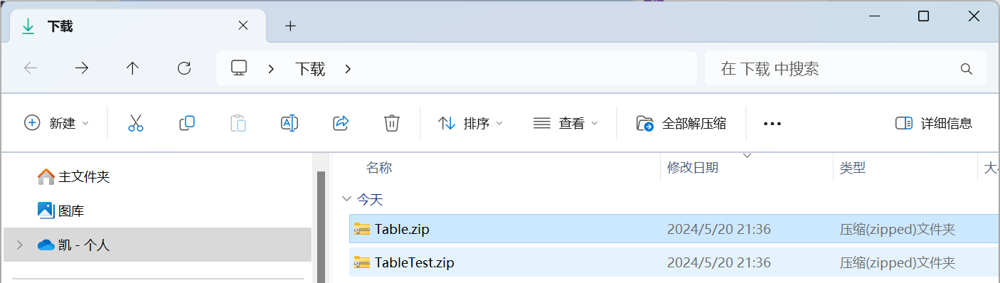 下载
下载
在 下载 中搜索
新建 排序 查看 全部解压缩 ••• 详细信息
名称 修改日期 类型
主文件夹
今天
图库
Table.zip 2024/5/20 21:36 压缩(zipped)文件夹
凯 - 个人
TableTest.zip 2024/5/20 21:36 压缩(zipped)文件夹